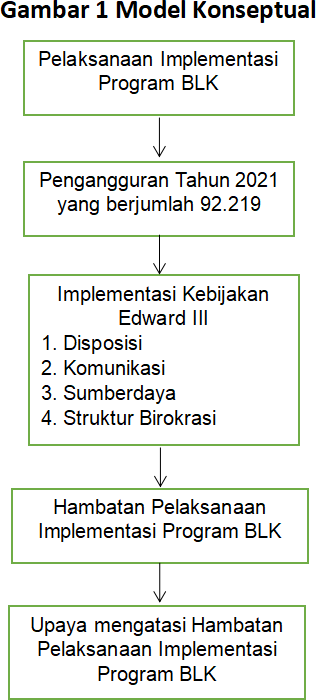 Gambar 1 Model Konseptual
Pelaksanaan Implementasi
Program BLK
Pengangguran Tahun 2021
yang berjumlah 92.219
Implementasi Kebijakan
Edward III
1. Disposisi
2. Komunikasi
3. Sumberdaya
4. Struktur Birokrasi
Hambatan Pelaksanaan
Implementasi Program BLK
Upaya mengatasi Hambatan
Pelaksanaan Implementasi
Program BLK